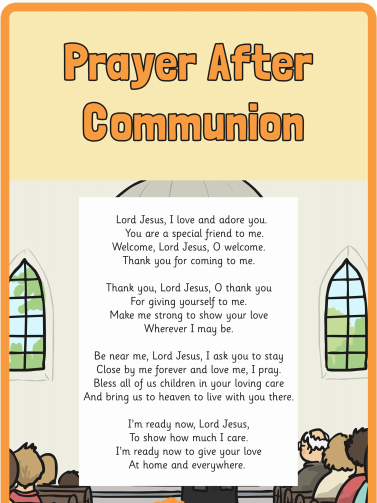 Prayer After
Communion
Lord Jesus, I love and adore you.
You are a special friend to me.
Welcome, Lord Jesus, O welcome.
Thank you for coming to me.
Thank you, Lord Jesus, O thank you
For giving yourself to me.
Make me strong to show your love
Wherever I may be.
Be near me, Lord Jesus, I ask you to stay
Close by me forever and love me, I pray.
Bless all of us children in your loving care
And bring us to heaven to live with you there.
I'm ready now, Lord Jesus,
To show how much I care.
I'm ready now to give your love
At home and everywhere.